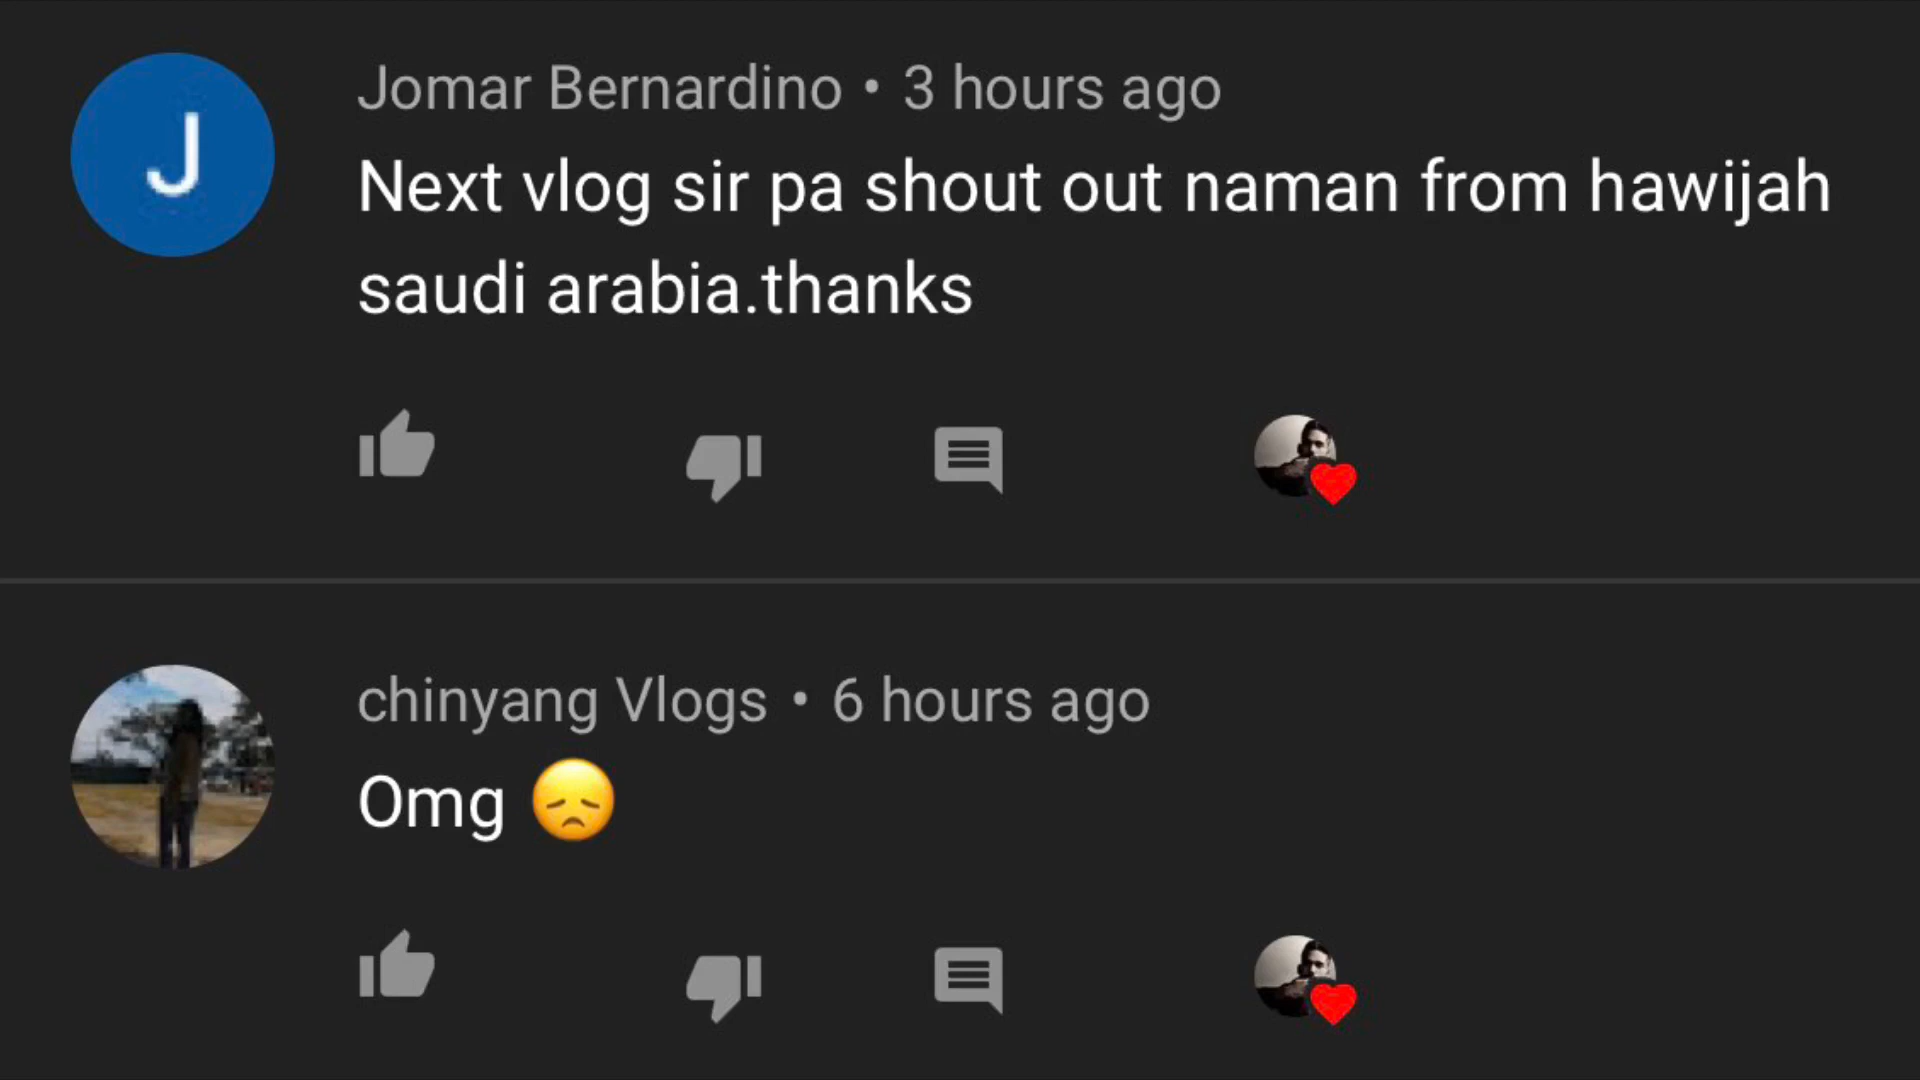 J
Jomar Bernardino • 3 hours ago
Next vlog sir pa shout out naman from hawijah
saudi arabia.thanks
chinyang Vlogs • 6 hours ago
Omg 😞